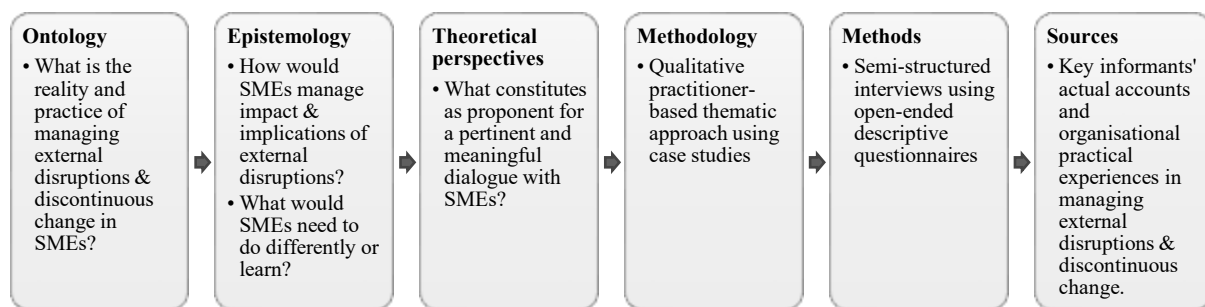 Ontology
• What is the
reality and
practice of
managing
external
disruptions &
discontinuous
change in
SMEs?
Epistemology
• How would
SMEs manage
impact &
implications of
external
disruptions?
• What would
SMEs need to
do differently or
learn?
Theoretical
perspectives
• What constitutes
as proponent for
a pertinent and
meaningful
dialogue with
SMEs?
Methodology
• Qualitative
practitioner-
based thematic
approach using
case studies
Methods
• Semi-structured
interviews using
open-ended
descriptive
questionnaires
Sources
• Key informants'
actual accounts
and
organisational
practical
experiences in
managing
external
disruptions &
discontinuous
change.